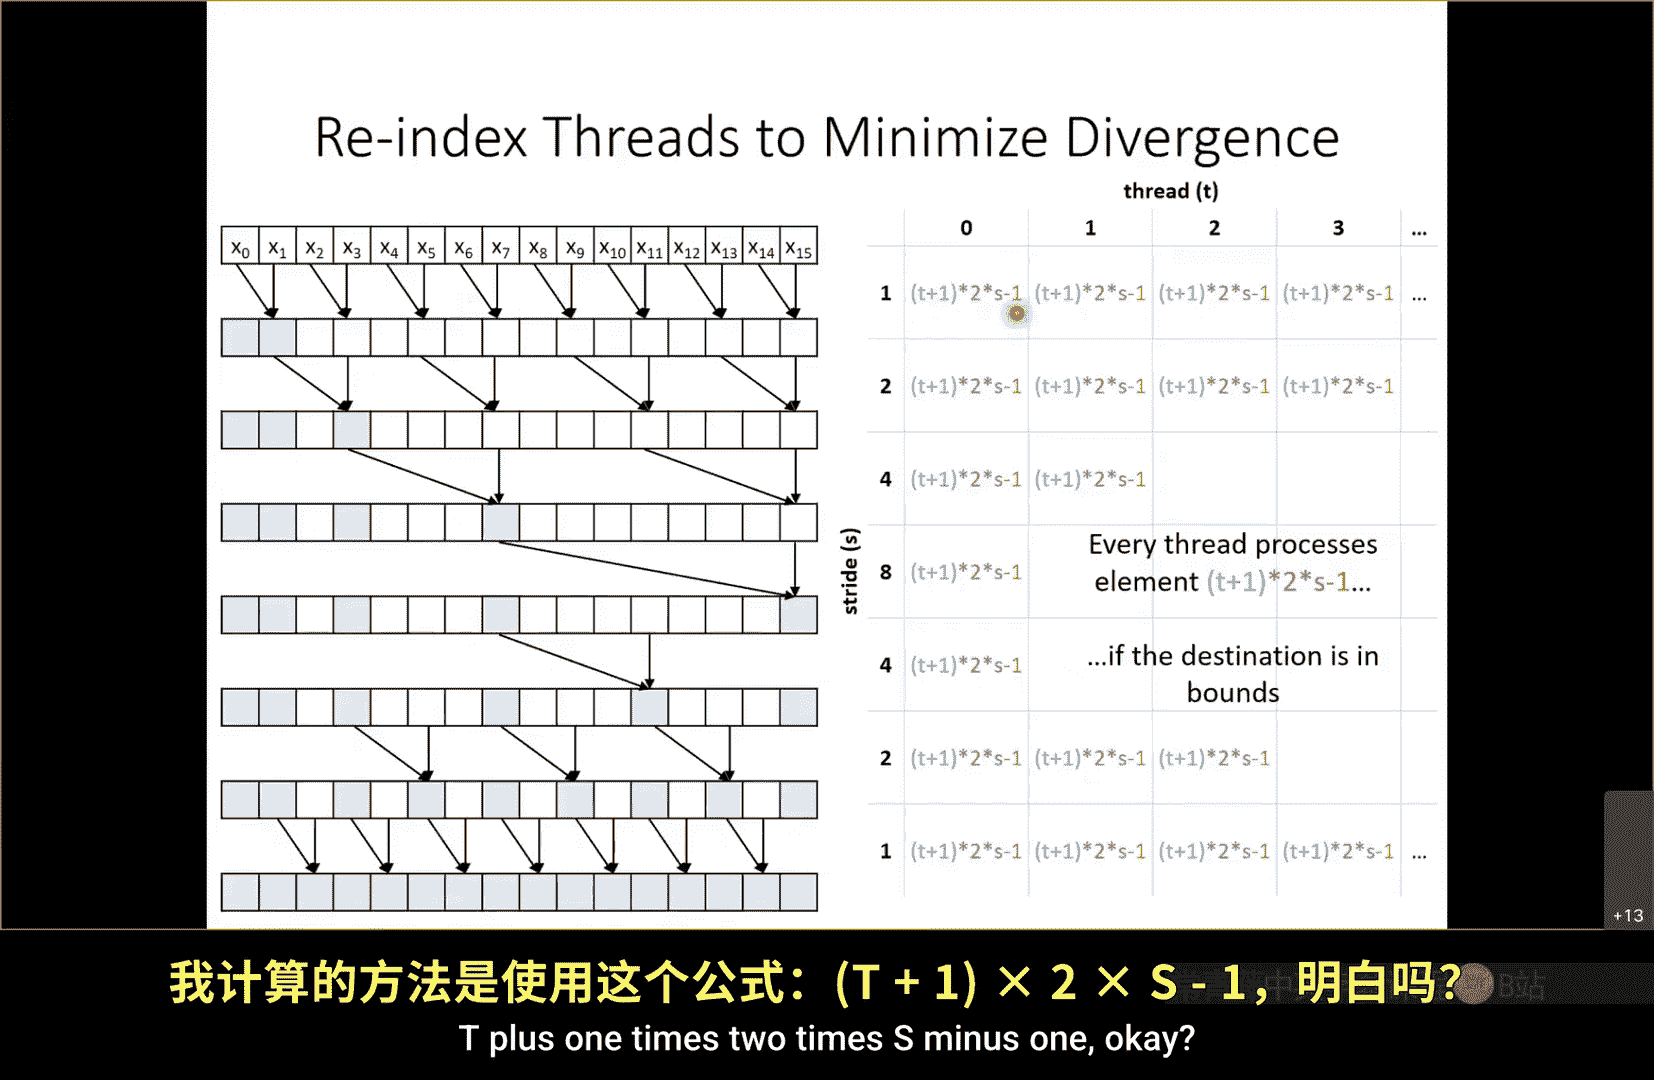 Re-index Threads to Minimize Divergence
thread (t)
0 1 2 3 ...
x0 x1 x2 x3 x4 x5 x6 x7 x8 x9 x10 x11 x12 x13 x14 x15
stride (s)
1 (t+1)*2*s-1 (t+1)*2*s-1 (t+1)*2*s-1 (t+1)*2*s-1 ...
2 (t+1)*2*s-1 (t+1)*2*s-1 (t+1)*2*s-1 (t+1)*2*s-1
4 (t+1)*2*s-1 (t+1)*2*s-1
8 (t+1)*2*s-1
4 (t+1)*2*s-1
2 (t+1)*2*s-1 (t+1)*2*s-1 (t+1)*2*s-1
1 (t+1)*2*s-1 (t+1)*2*s-1 (t+1)*2*s-1 (t+1)*2*s-1 ...
Every thread processes
element (t+1)*2*s-1...
...if the destination is in
bounds
+13
我计算的方法是使用这个公式：(T + 1) × 2 × S - 1，明白吗？
B站
T plus one times two times S minus one, okay?